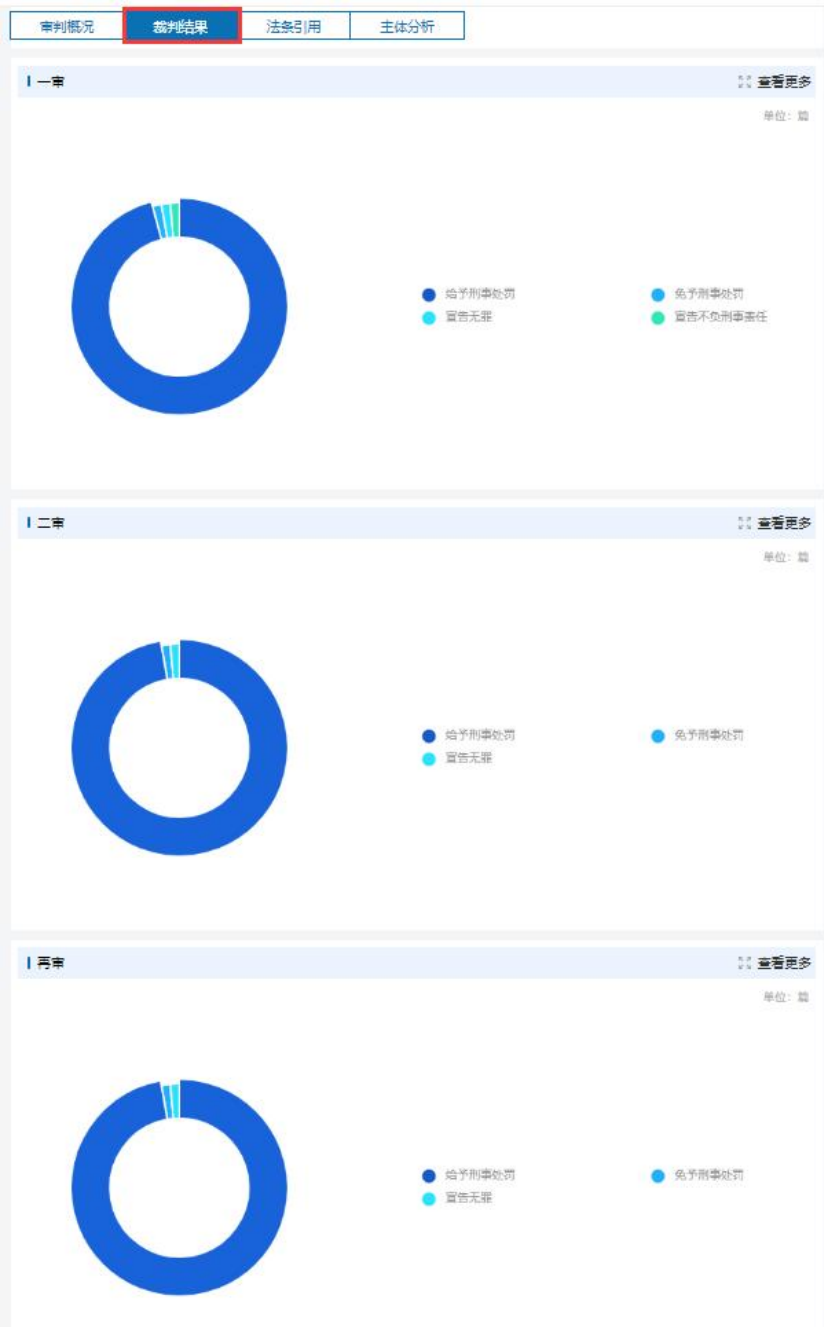 审判概况 裁判结果 法条引用 主体分析
一审 查看更多
单位：篇
给予刑事处罚 免予刑事处罚
宣告无罪 宣告不负刑事责任
二审 查看更多
单位：篇
给予刑事处罚 免予刑事处罚
宣告无罪
再审 查看更多
单位：篇
给予刑事处罚 免予刑事处罚
宣告无罪